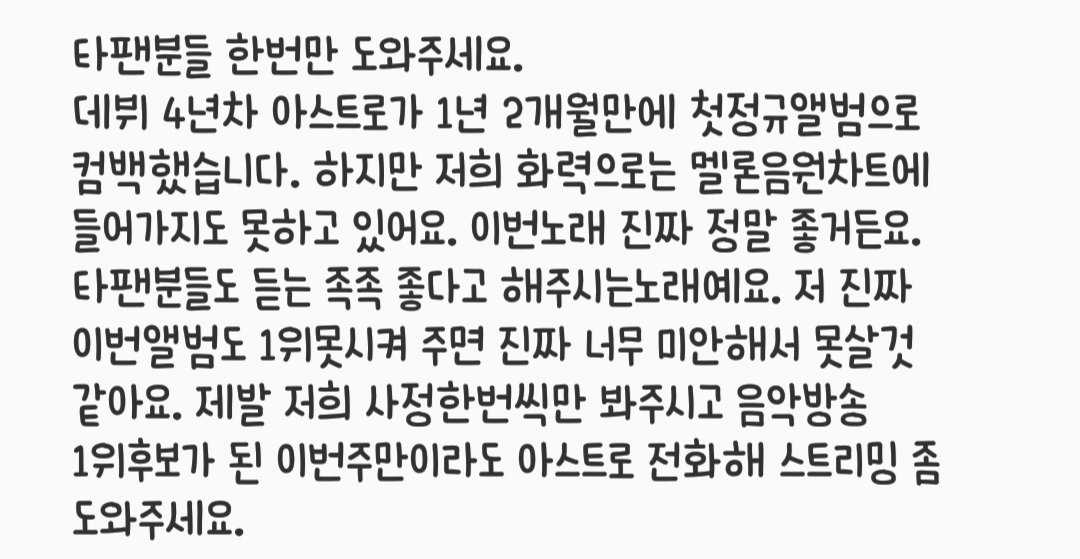 타팬분들 한번만 도와주세요.
데뷔 4년차 아스트로가 1년 2개월만에 첫정규앨범으로
컴백했습니다. 하지만 저희 화력으로는 멜론음원차트에
들어가지도 못하고 있어요. 이번노래 진짜 정말 좋거든요.
타팬분들도 듣는 족족 좋다고 해주시는노래예요. 저 진짜
이번앨범도 1위못시켜 주면 진짜 너무 미안해서 못살것
같아요. 제발 저희 사정한번씩만 봐주시고 음악방송
1위후보가 된 이번주만이라도 아스트로 전화해 스트리밍 좀
도와주세요.